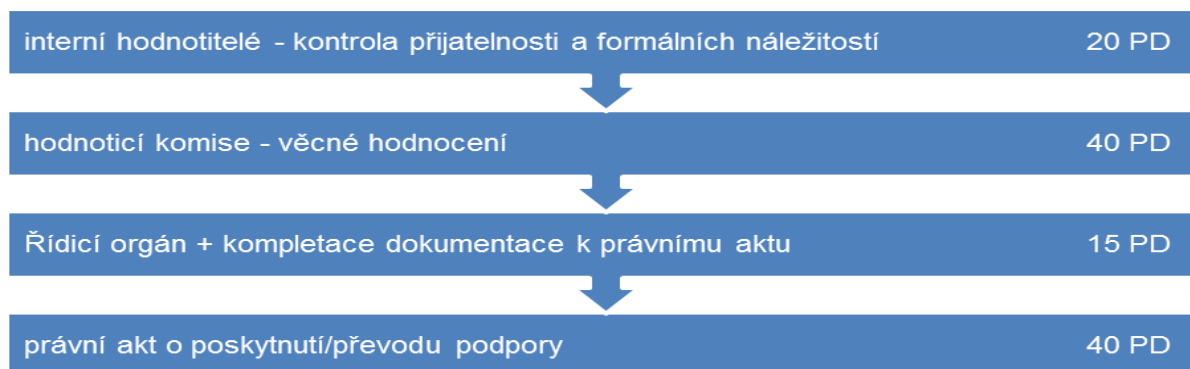 interní hodnotitelé - kontrola přijatelnosti a formálních náležitostí 20 PD
hodnoticí komise - věcné hodnocení 40 PD
Řídicí orgán + kompletace dokumentace k právnímu aktu 15 PD
právní akt o poskytnutí/převodu podpory 40 PD